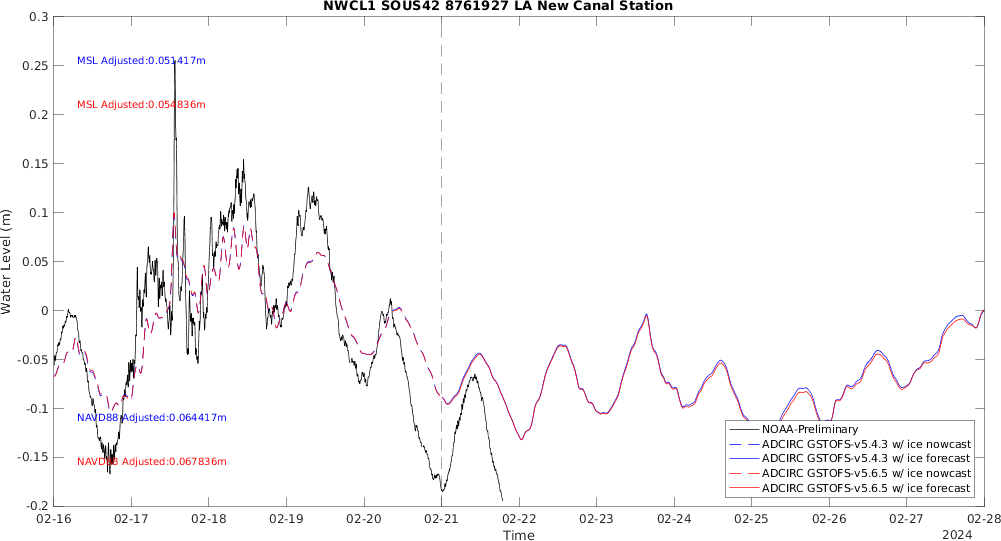 NWCL1 SOUS42 8761927 LA New Canal Station
0.3
0.25
0.2
0.15
0.1
0.05
0
-0.05
-0.1
-0.15
-0.2
Water Level (m)
MSL Adjusted:0.051417m
MSL Adjusted:0.054836m
NAVD88 Adjusted:0.064417m
NAVD88 Adjusted:0.067836m
NOAA-Preliminary
ADCIRC GSTOFS-v5.4.3 w/ ice nowcast
ADCIRC GSTOFS-v5.4.3 w/ ice forecast
ADCIRC GSTOFS-v5.6.5 w/ ice nowcast
ADCIRC GSTOFS-v5.6.5 w/ ice forecast
02-16 02-17 02-18 02-19 02-20 02-21 02-22 02-23 02-24 02-25 02-26 02-27 02-28
Time
2024